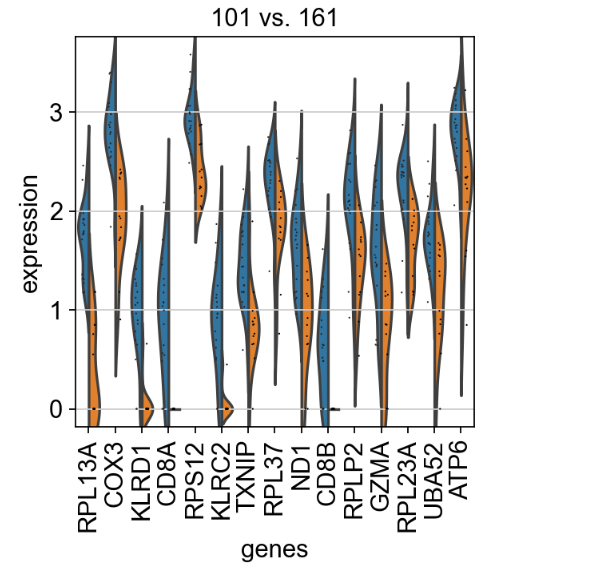 101 vs. 161
expression
3
2
1
0
RPL13A
COX3
KLRD1
CD8A
RPS12
KLRC2
TXNIP
RPL37
ND1
CD8B
RPLP2
GZMA
RPL23A
UBA52
ATP6
genes